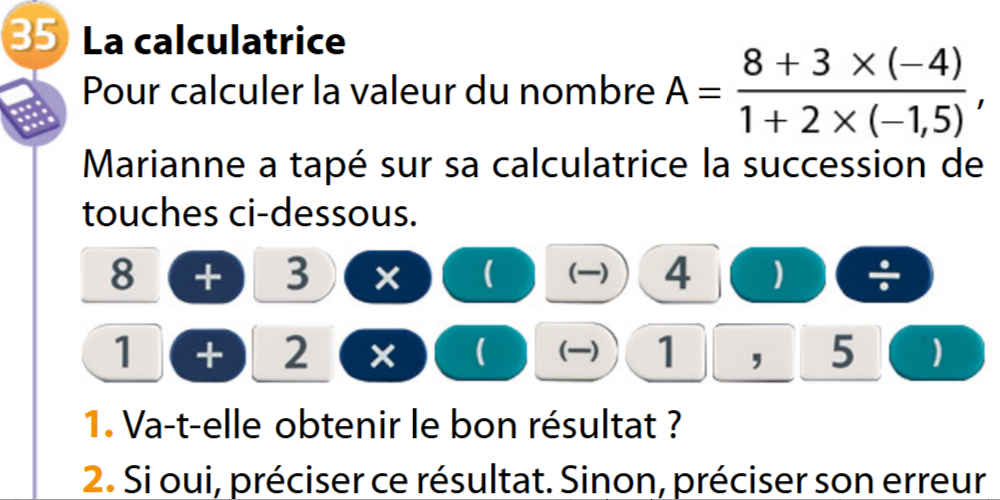 35 La calculatrice
Pour calculer la valeur du nombre A = \frac{8 + 3 × (−4)}{1 + 2 × (−1,5)},
Marianne a tapé sur sa calculatrice la succession de
touches ci-dessous.
8 + 3 × ( (−) 4 ) ÷
1 + 2 × ( (−) 1 , 5 )
1. Va-t-elle obtenir le bon résultat ?
2. Si oui, préciser ce résultat. Sinon, préciser son erreur